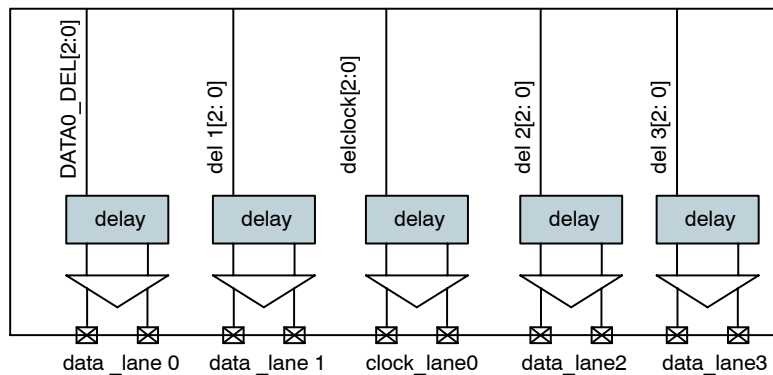 DATA0_DEL[2:0]
del 1[2: 0]
delclock[2:0]
del 2[2: 0]
del 3[2: 0]
delay
delay
delay
delay
delay
data _lane 0
data _lane 1
clock_lane0
data_lane2
data_lane3